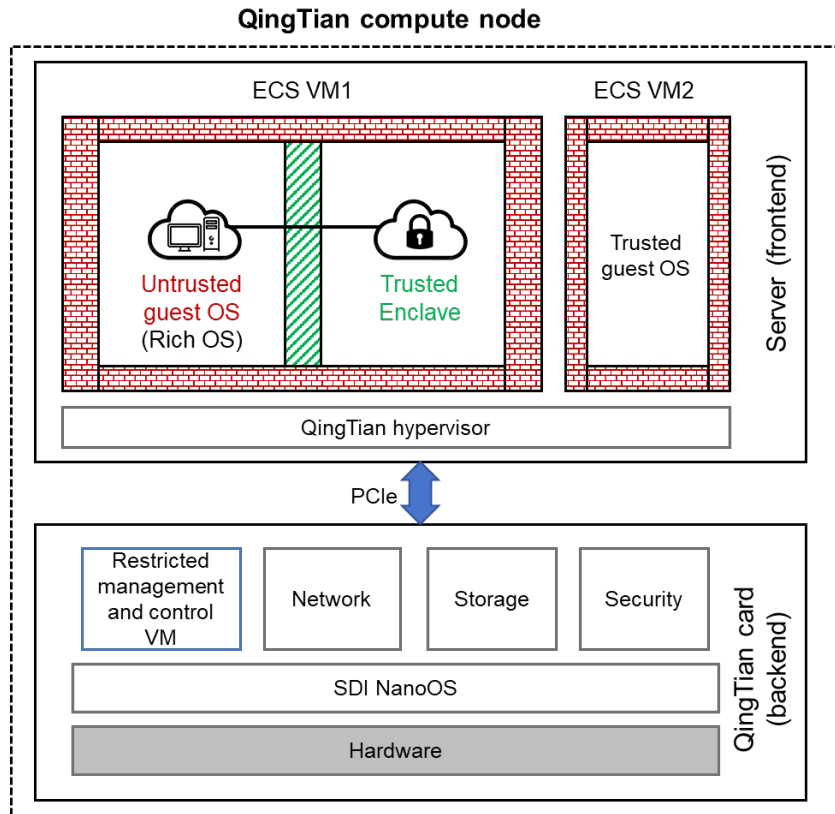 QingTian compute node
ECS VM1
ECS VM2
Untrusted
guest OS
(Rich OS)
Trusted
Enclave
Trusted
guest OS
Server (frontend)
QingTian hypervisor
PCIe
Restricted
management
and control
VM
Network
Storage
Security
QingTian card
(backend)
SDI NanoOS
Hardware